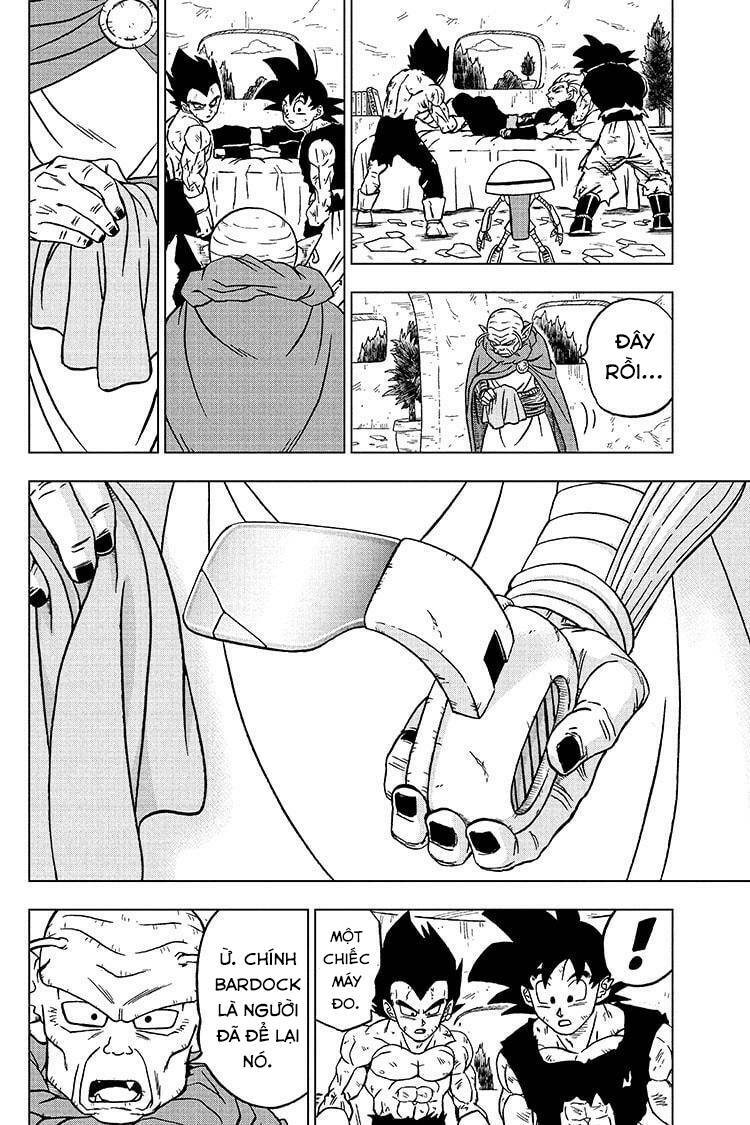 ĐÂY
RỒI...
!
MỘT
CHIẾC
MÁY
ĐO.
Ừ. CHÍNH
BARDOCK
LÀ NGƯỜI
ĐÃ ĐỂ LẠI
NÓ.